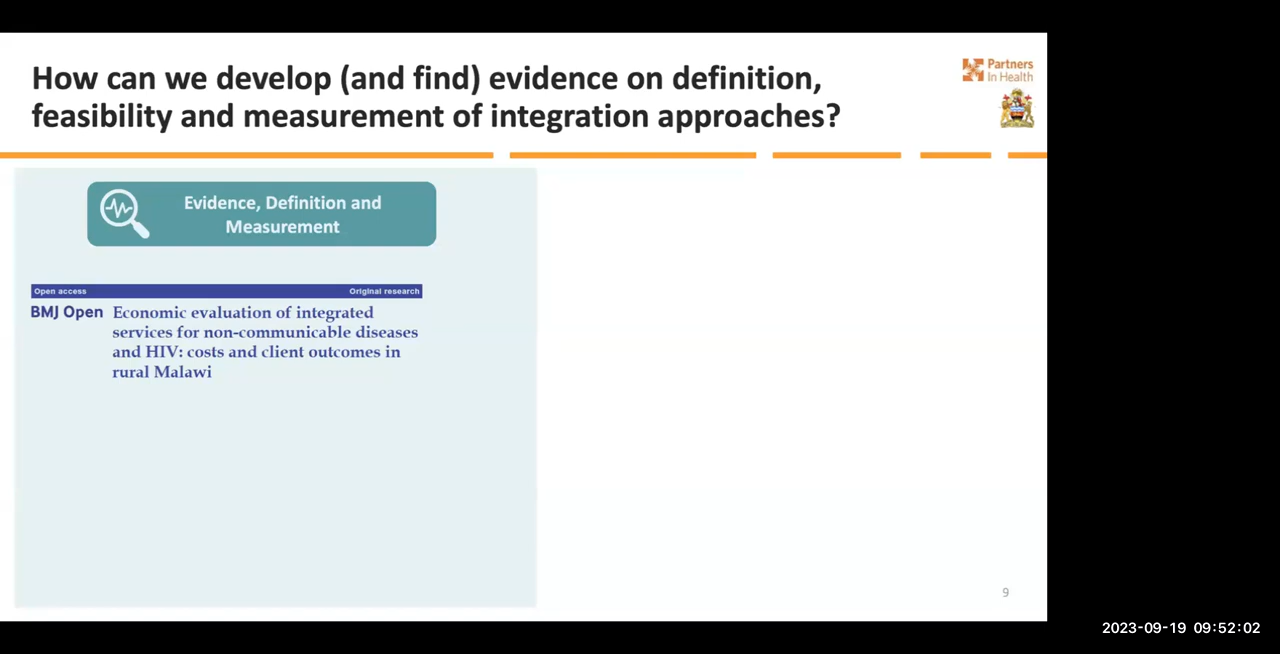 How can we develop (and find) evidence on definition,
feasibility and measurement of integration approaches?
Partners
In Health
Evidence, Definition and
Measurement
Open access
Original research
BMJ Open
Economic evaluation of integrated
services for non-communicable diseases
and HIV: costs and client outcomes in
rural Malawi
9
2023-09-19 09:52:02